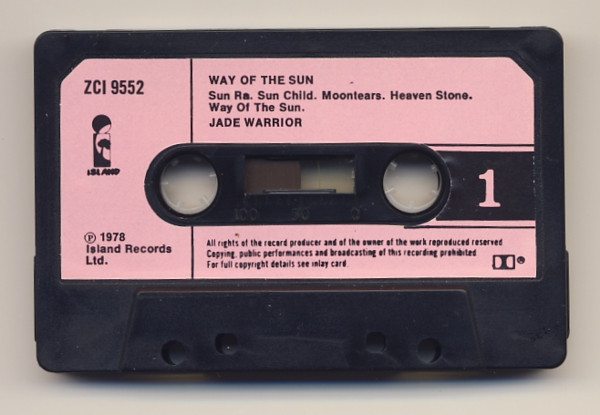 ZCI 9552
ISLAND
WAY OF THE SUN
Sun Ra. Sun Child. Moontears. Heaven Stone.
Way Of The Sun.
JADE WARRIOR
1
100 50 0
℗ 1978
Island Records
Ltd.
All rights of the record producer and of the owner of the work reproduced reserved
Copying, public performances and broadcasting of this recording prohibited
For full copyright details see inlay card.
®